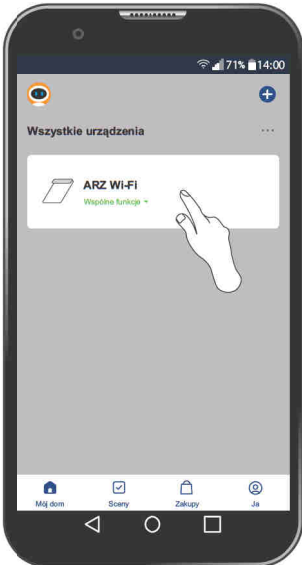 71% 14:00
Wszystkie urządzenia
ARZ Wi-Fi
Wspólne funkcje
Mój dom Sceny Zakupy Ja